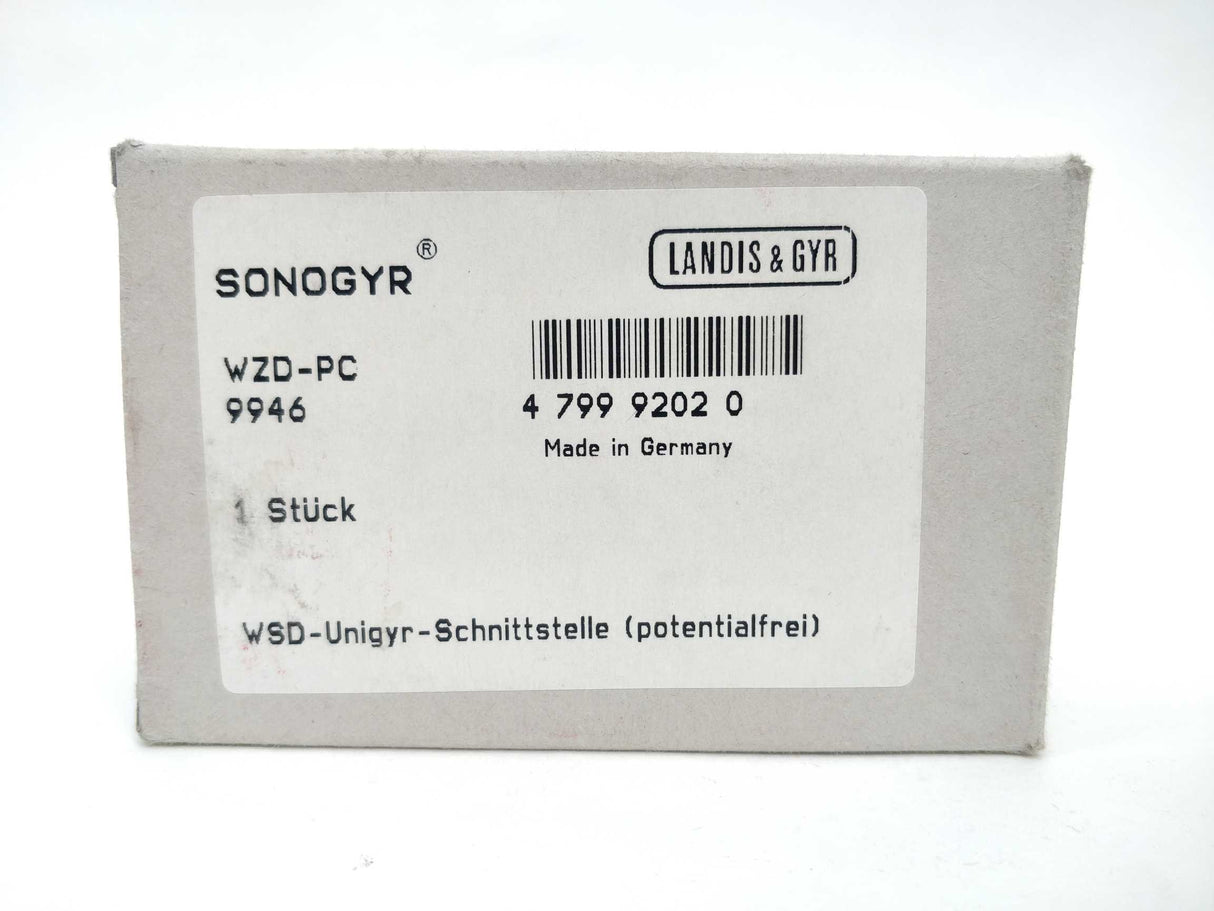 SONOGYR®
LANDIS & GYR
WZD-PC
9946
4 799 9202 0
Made in Germany
1 Stück
WSD-Unigyr-Schnittstelle (potentialfrei)